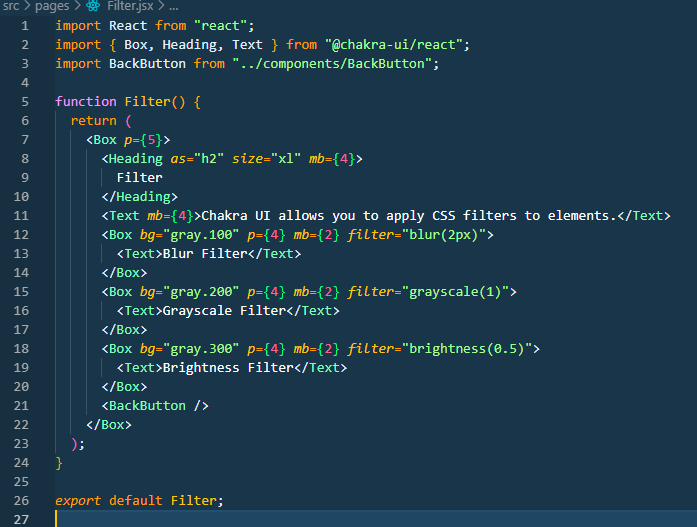 src > pages > Filter.jsx > ...
1 import React from "react";
2 import { Box, Heading, Text } from "@chakra-ui/react";
3 import BackButton from "../components/BackButton";
4
5 function Filter() {
6   return (
7     <Box p={5}>
8       <Heading as="h2" size="xl" mb={4}>
9         Filter
10       </Heading>
11       <Text mb={4}>Chakra UI allows you to apply CSS filters to elements.</Text>
12       <Box bg="gray.100" p={4} mb={2} filter="blur(2px)">
13         <Text>Blur Filter</Text>
14       </Box>
15       <Box bg="gray.200" p={4} mb={2} filter="grayscale(1)">
16         <Text>Grayscale Filter</Text>
17       </Box>
18       <Box bg="gray.300" p={4} mb={2} filter="brightness(0.5)">
19         <Text>Brightness Filter</Text>
20       </Box>
21       <BackButton />
22     </Box>
23   );
24 }
25
26 export default Filter;
27